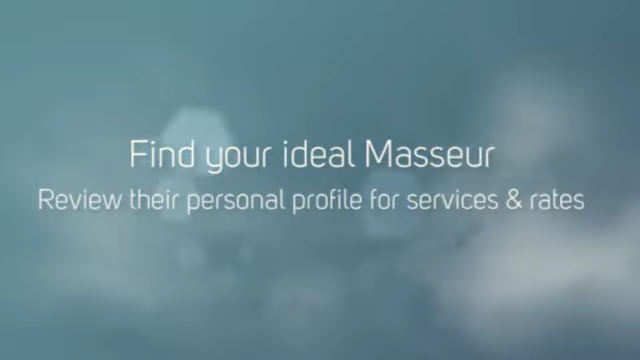 Find your ideal Masseur
Review their personal profile for services & rates